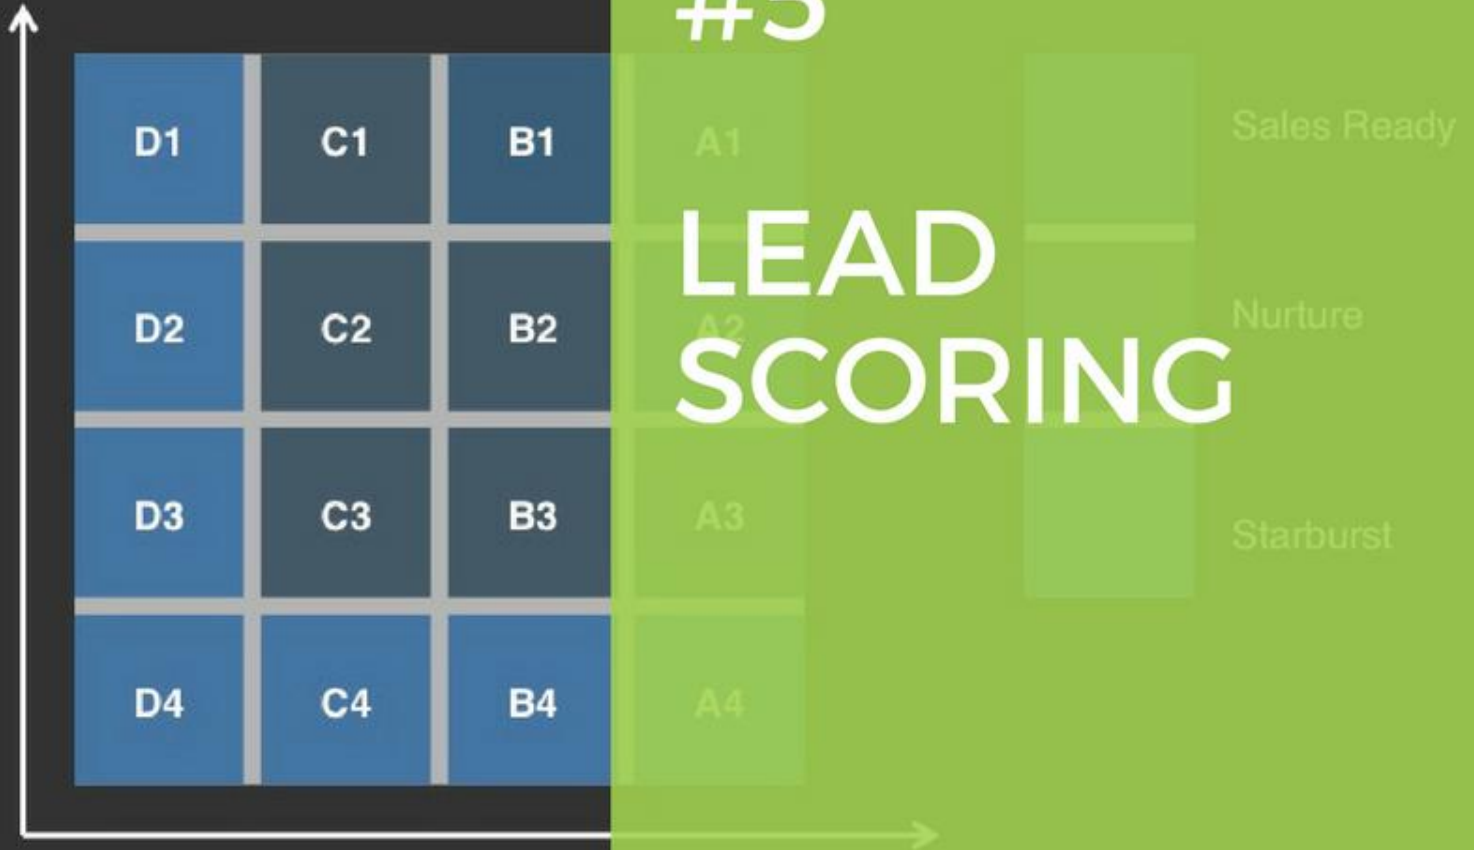 #5
D1 C1 B1 A1
Sales Ready
LEAD
D2 C2 B2 A2
Nurture
SCORING
D3 C3 B3 A3
Starburst
D4 C4 B4 A4